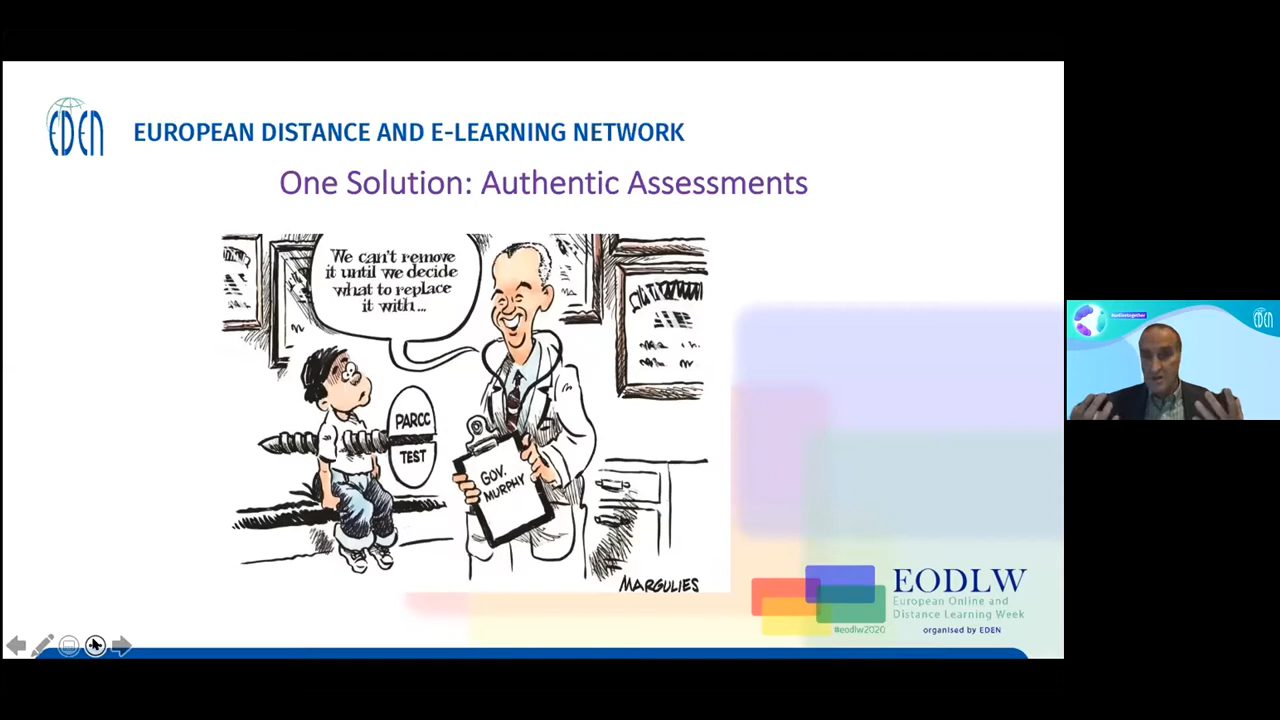 EDEN
EUROPEAN DISTANCE AND E-LEARNING NETWORK
One Solution: Authentic Assessments
We can't remove
it until we decide
what to replace
it with...
PARCC
TEST
GOV.
MURPHY
MARGULIES
EODLW
European Online and
Distance Learning Week
#eodlw2020
organised by EDEN
EDEN